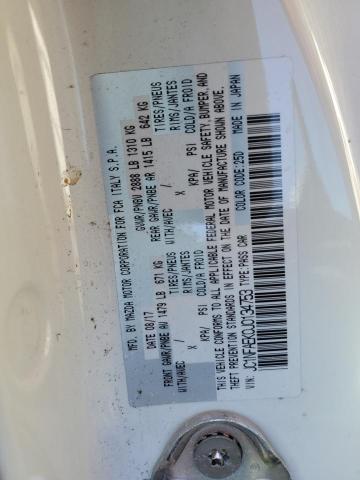 MFD. BY MAZDA MOTOR CORPORATION FOR FCA ITALY S.P.A.
DATE 08/17 GVWR/PNBV 2888 LB 1310 KG
FRONT GAWR/PNBE AV 1479 LB 671 KG REAR GAWR/PNBE AR 1415 LB 642 KG
WITH/AVEC TIRES/PNEUS WITH/AVEC TIRES/PNEUS
/ X RIMS/JANTES / X RIMS/JANTES
KPA/ PSI COLD/A FROID KPA/ PSI COLD/A FROID
THIS VEHICLE CONFORMS TO ALL APPLICABLE FEDERAL MOTOR VEHICLE SAFETY, BUMPER, AND
THEFT PREVENTION STANDARDS IN EFFECT ON THE DATE OF MANUFACTURE SHOWN ABOVE.
VIN: JC1NFAEK0J0134753 COLOR CODE:25D MADE IN JAPAN
TYPE:PASS CAR